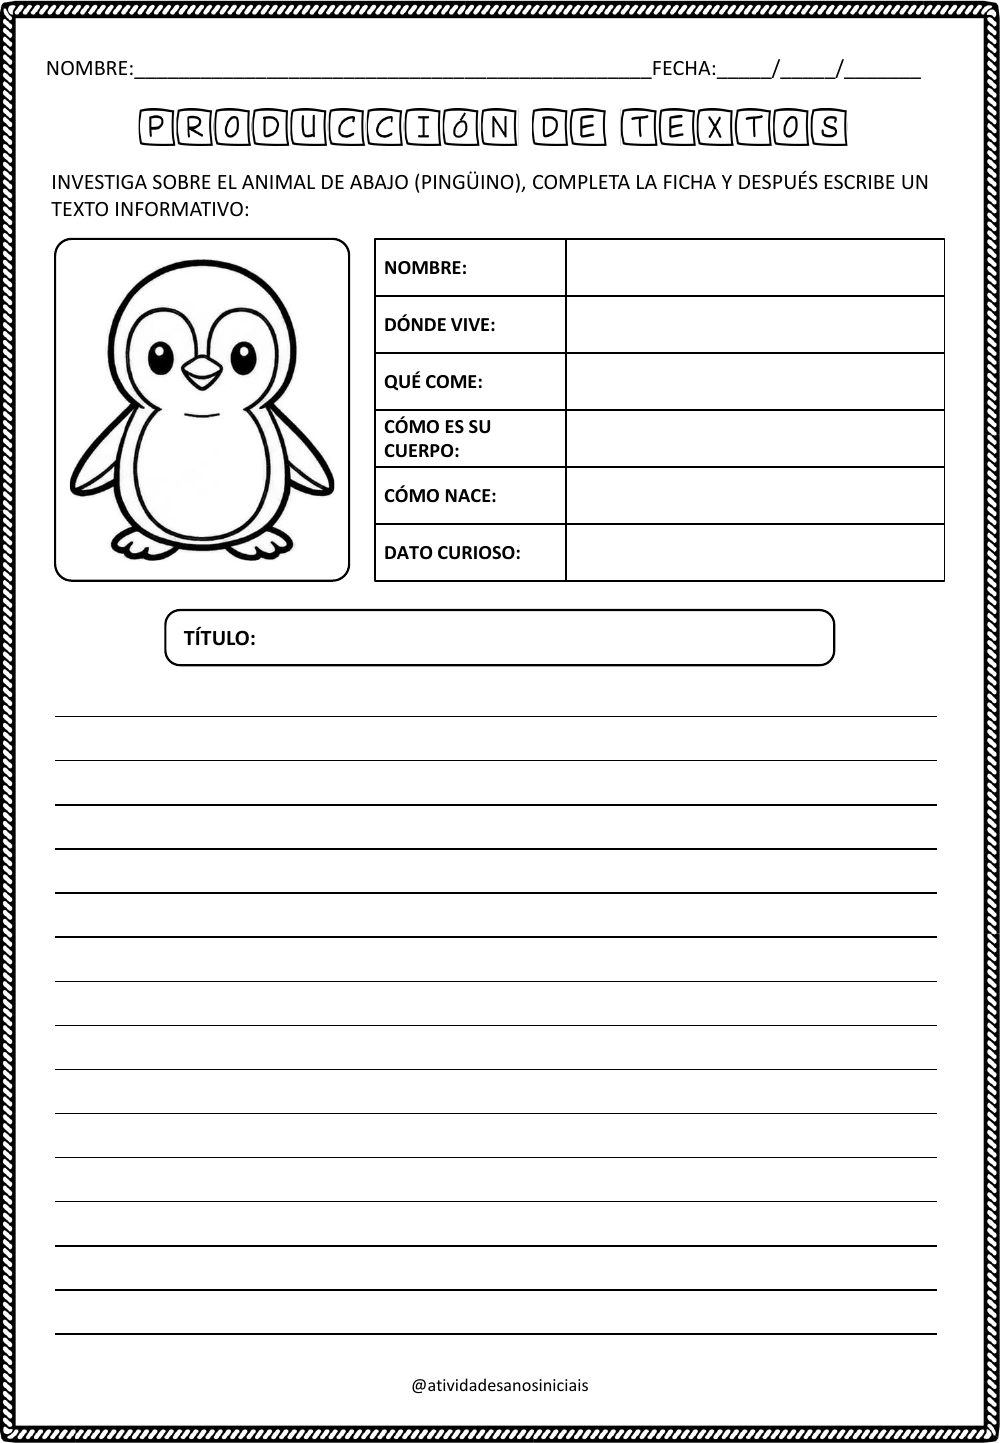 NOMBRE:_______________________________________________FECHA:_____/_____/_______
PRODUCCIÓN DE TEXTOS
INVESTIGA SOBRE EL ANIMAL DE ABAJO (PINGÜINO), COMPLETA LA FICHA Y DESPUÉS ESCRIBE UN
TEXTO INFORMATIVO:
NOMBRE:
DÓNDE VIVE:
QUÉ COME:
CÓMO ES SU
CUERPO:
CÓMO NACE:
DATO CURIOSO:
TÍTULO:
@atividadesanosiniciais